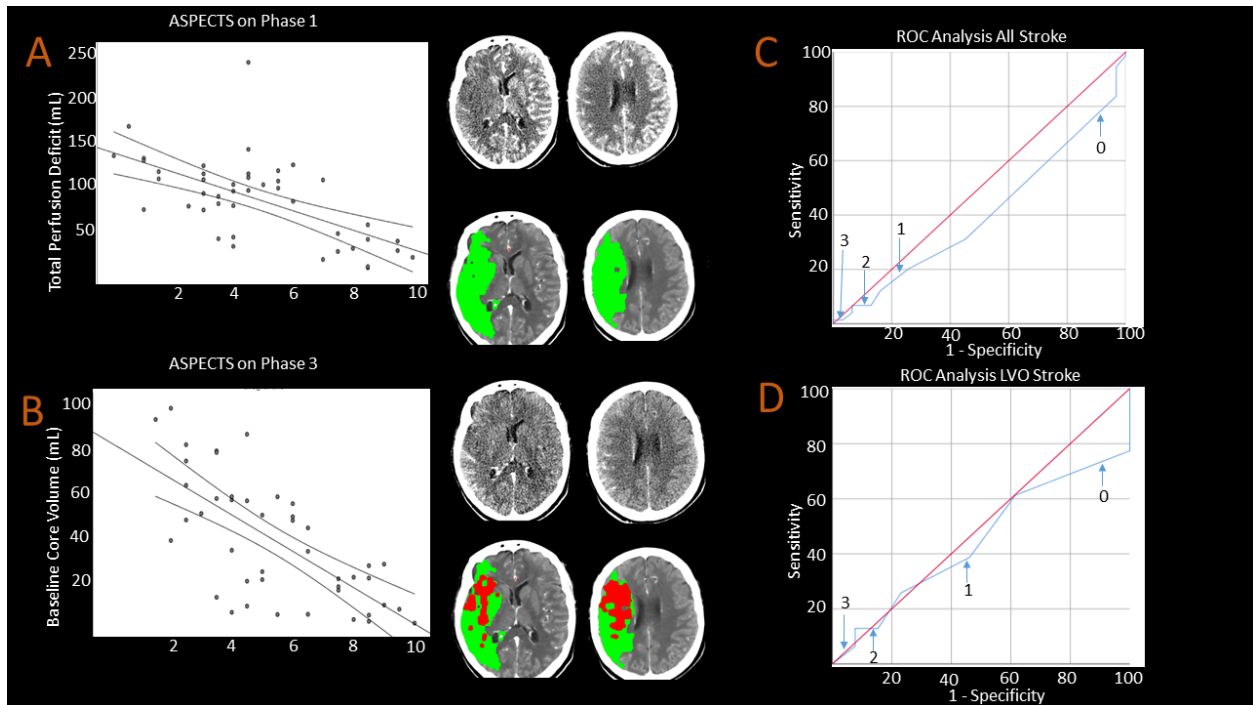 A
ASPECTS on Phase 1
Total Perfusion Deficit (mL)
250
200
150
100
50
2 4 6 8 10
B
ASPECTS on Phase 3
Baseline Core Volume (mL)
100
80
60
40
20
2 4 6 8 10
C
ROC Analysis All Stroke
Sensitivity
100
80
60
40
20
0
1
2
3
20 40 60 80 100
1 - Specificity
D
ROC Analysis LVO Stroke
Sensitivity
100
80
60
40
20
0
1
2
3
20 40 60 80 100
1 - Specificity